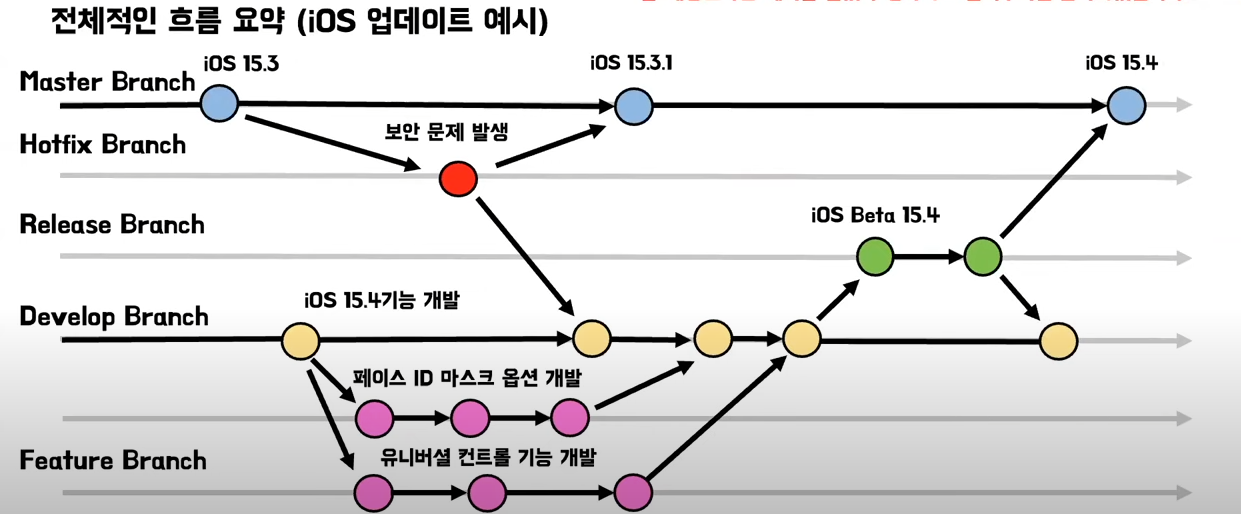 전체적인 흐름 요약 (iOS 업데이트 예시)
iOS 15.3
iOS 15.3.1
iOS 15.4
Master Branch
보안 문제 발생
Hotfix Branch
iOS Beta 15.4
Release Branch
iOS 15.4기능 개발
Develop Branch
페이스 ID 마스크 옵션 개발
유니버셜 컨트롤 기능 개발
Feature Branch